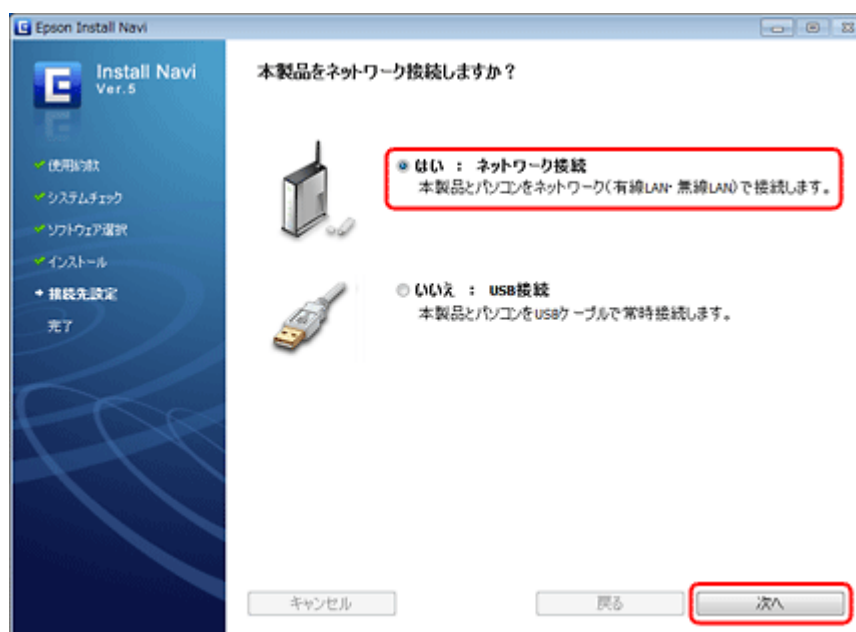 Epson Install Navi
Install Navi
Ver.5
使用約款
システムチェック
ソフトウェア選択
インストール
接続先設定
完了
本製品をネットワーク接続しますか？
はい ： ネットワーク接続
本製品とパソコンをネットワーク(有線LAN・無線LAN)で接続します。
いいえ ： USB接続
本製品とパソコンをUSBケーブルで常時接続します。
キャンセル
戻る
次へ